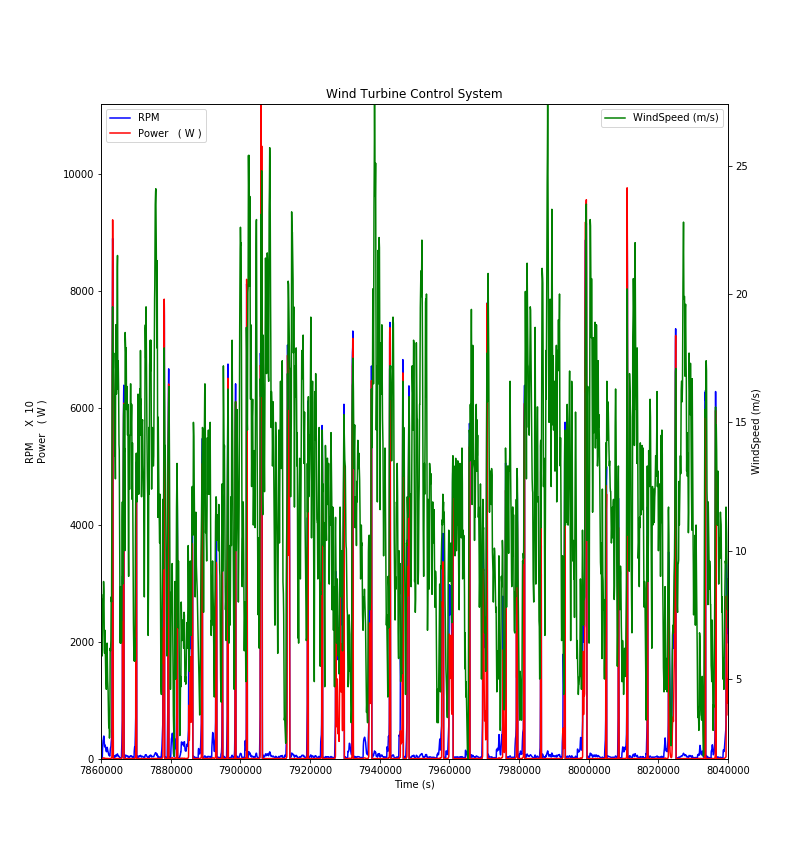 Wind Turbine Control System
RPM
Power ( W )
WindSpeed (m/s)
10000
8000
6000
4000
2000
0
25
20
15
10
5
RPM X 10
Power ( W )
WindSpeed (m/s)
7860000 7880000 7900000 7920000 7940000 7960000 7980000 8000000 8020000 8040000
Time (s)